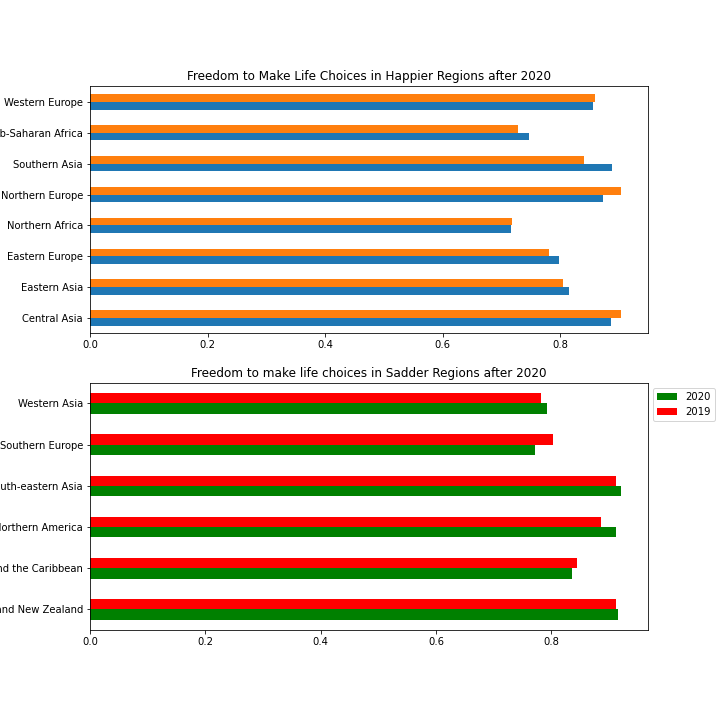 Freedom to Make Life Choices in Happier Regions after 2020
Western Europe
b-Saharan Africa
Southern Asia
Northern Europe
Northern Africa
Eastern Europe
Eastern Asia
Central Asia
0.0 0.2 0.4 0.6 0.8
Freedom to make life choices in Sadder Regions after 2020
2020
2019
Western Asia
Southern Europe
uth-eastern Asia
lorthern America
nd the Caribbean
and New Zealand
0.0 0.2 0.4 0.6 0.8